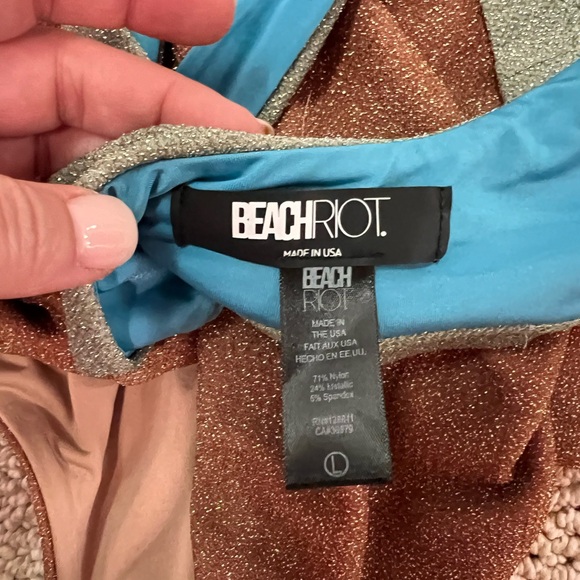 BEACHRIOT.
MADE IN USA
BEACH
RIOT
MADE IN
THE USA
FAIT AUX USA
HECHO EN EE.UU.
71% Nylon
24% Metallic
5% Spandex
L